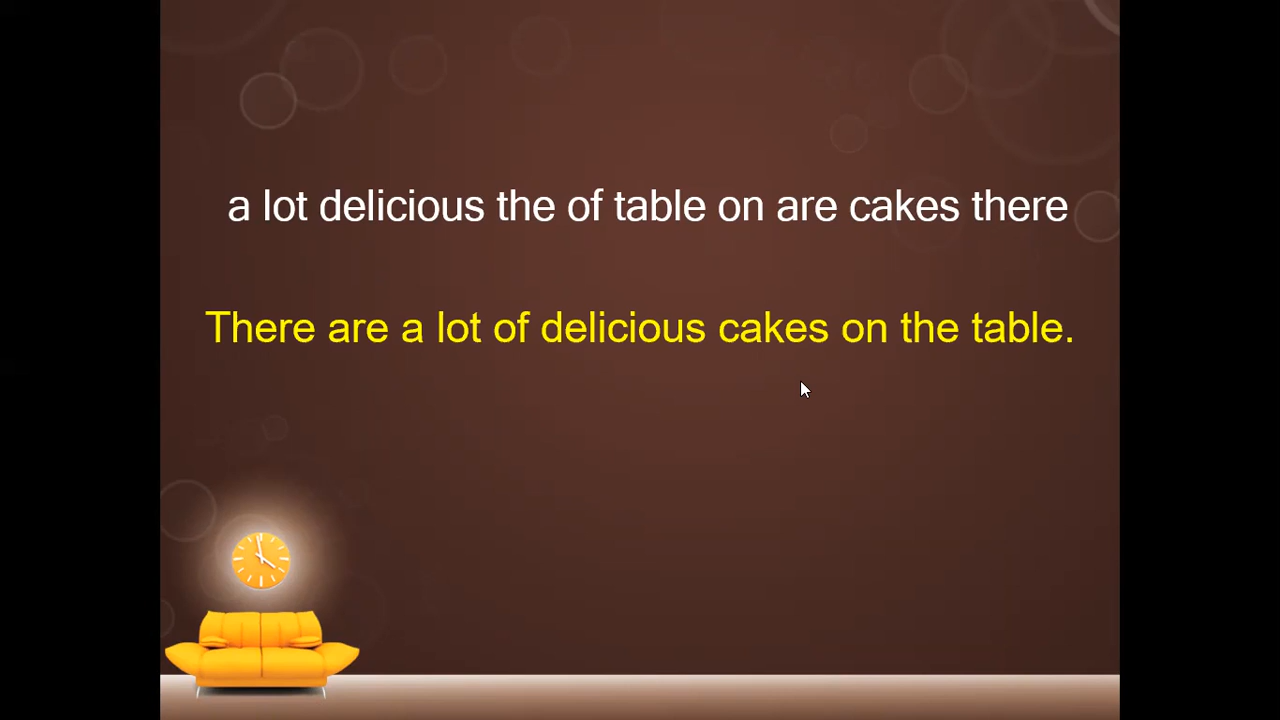 a lot delicious the of table on are cakes there
There are a lot of delicious cakes on the table.